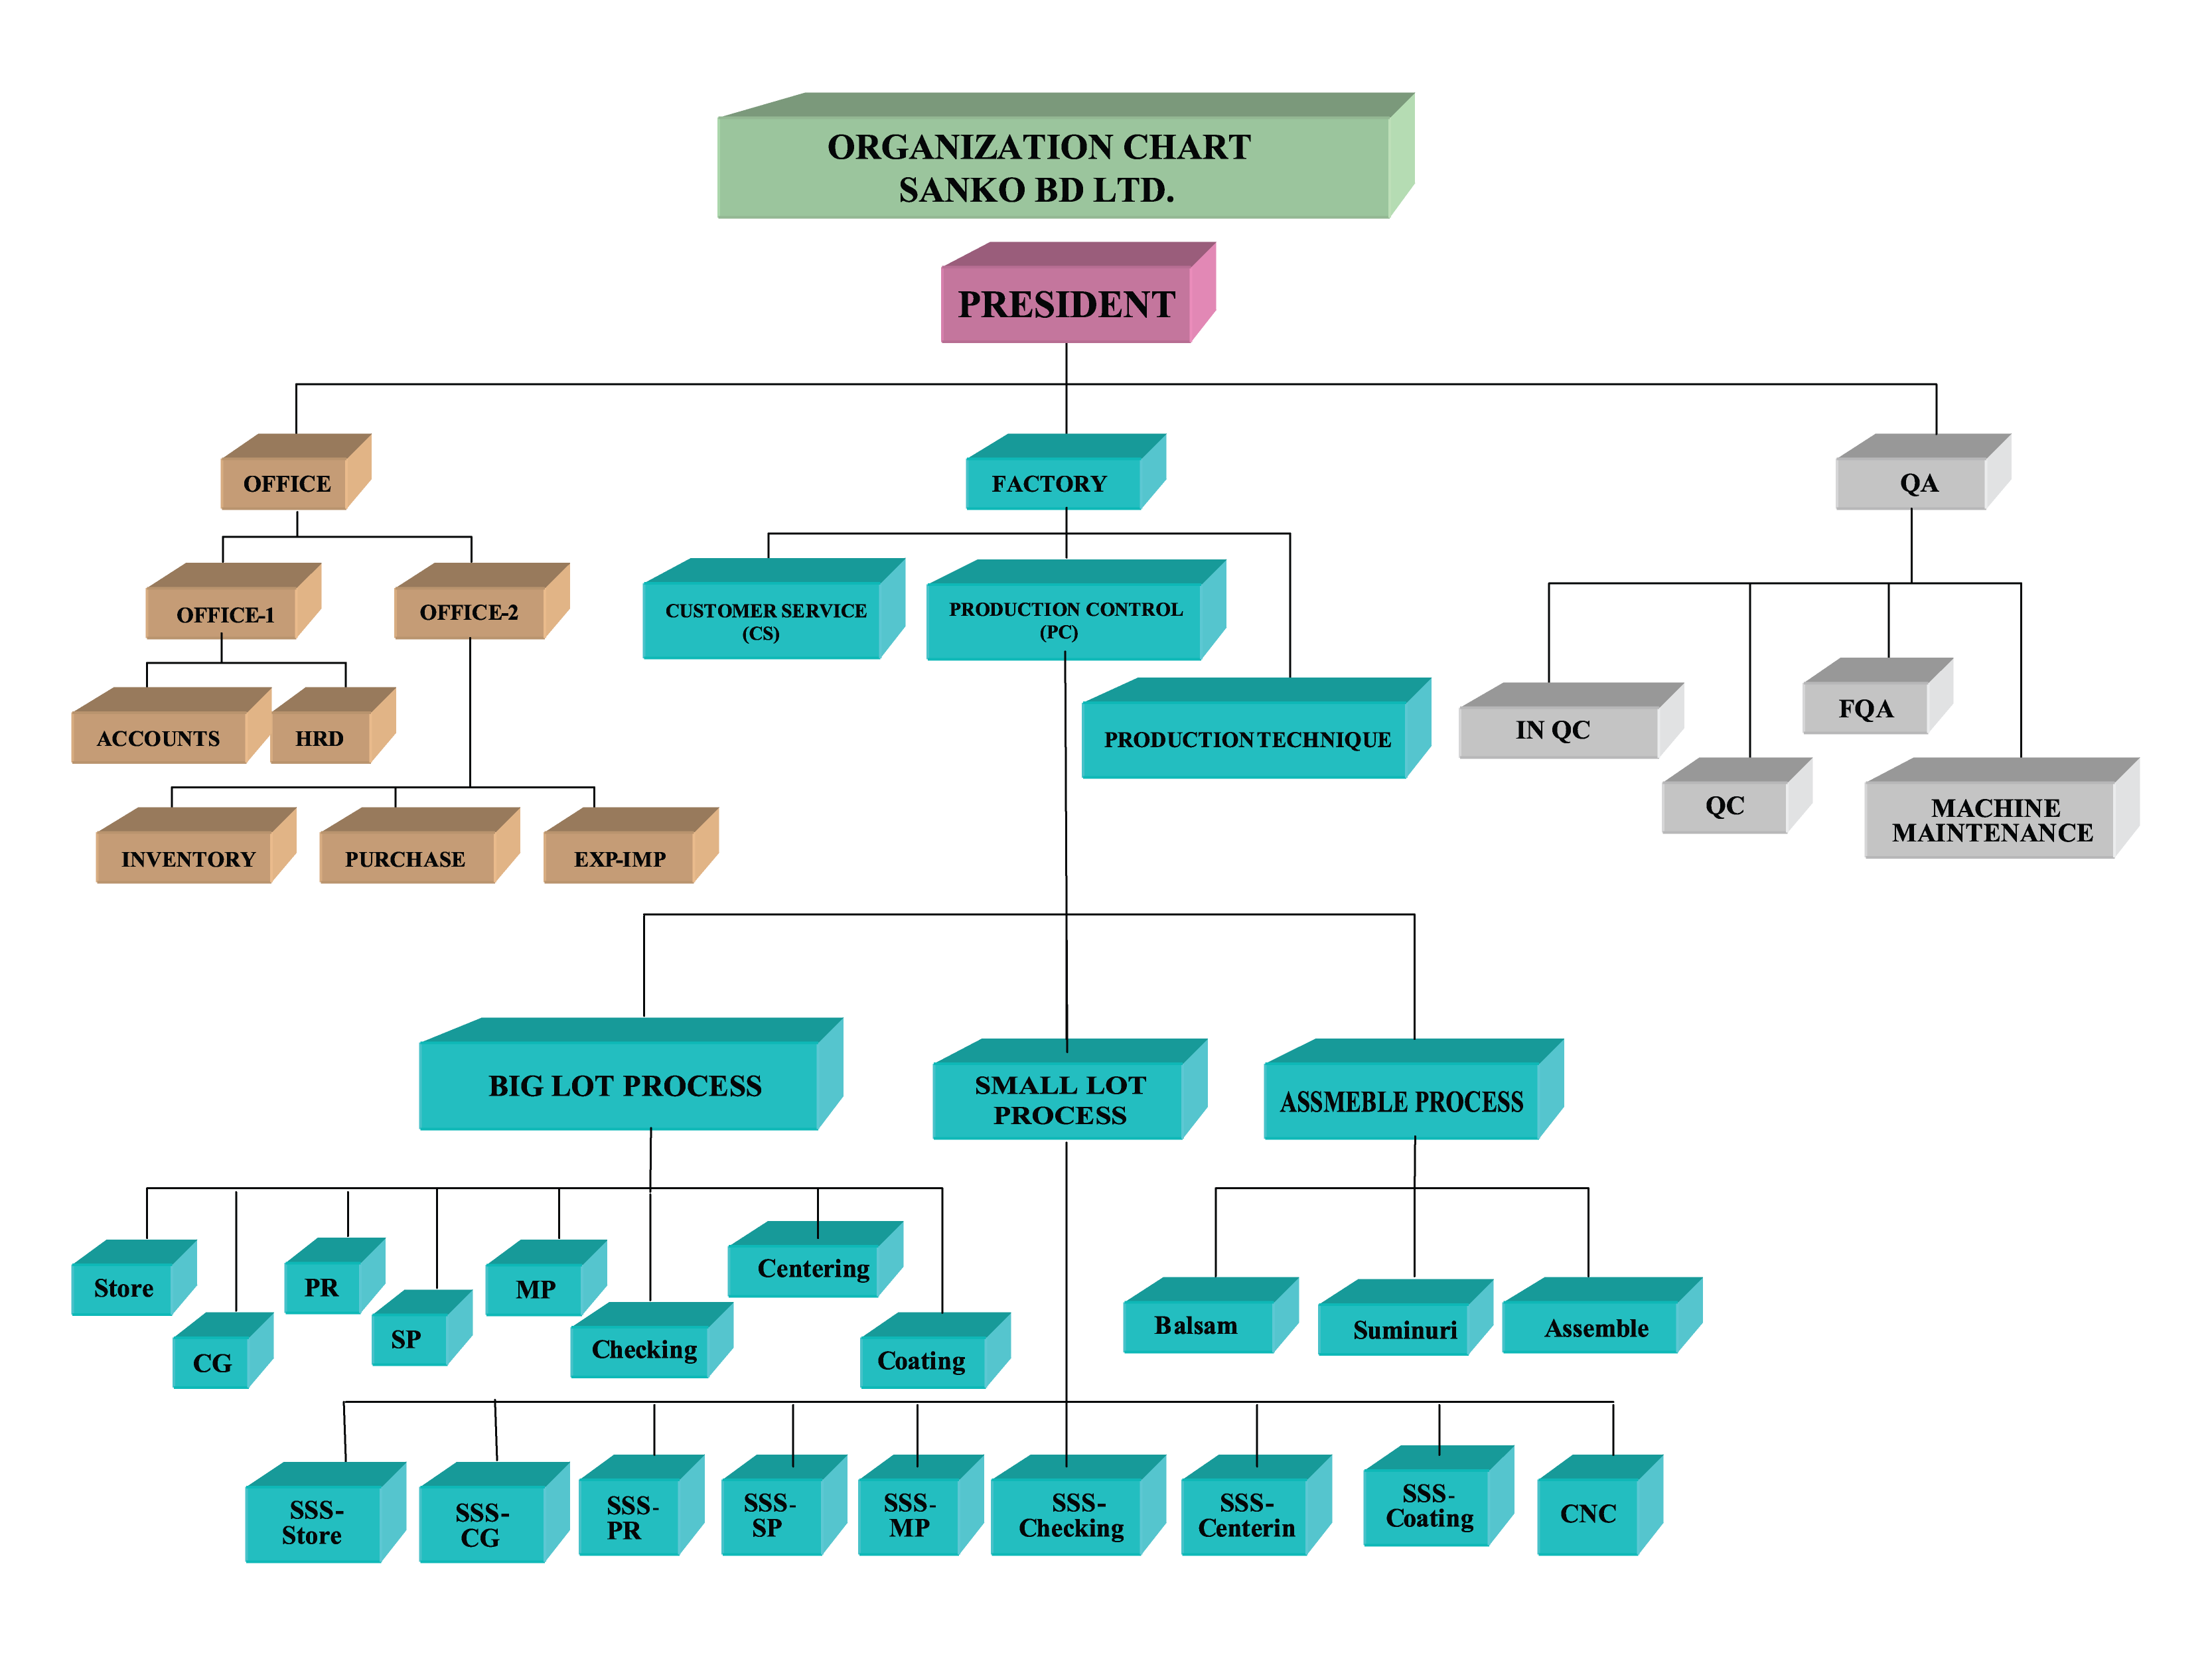 ORGANIZATION CHART
SANKO BD LTD.
PRESIDENT
OFFICE
FACTORY
QA
OFFICE-1
OFFICE-2
CUSTOMER SERVICE
(CS)
PRODUCTION CONTROL
(PC)
PRODUCTION TECHNIQUE
ACCOUNTS
HRD
IN QC
FQA
QC
MACHINE
MAINTENANCE
INVENTORY
PURCHASE
EXP-IMP
BIG LOT PROCESS
SMALL LOT
PROCESS
ASSMEBLE PROCESS
Store
CG
PR
SP
MP
Checking
Centering
Coating
Balsam
Suminuri
Assemble
SSS-
Store
SSS-
CG
SSS-
PR
SSS-
SP
SSS-
MP
SSS-
Checking
SSS-
Centerin
SSS-
Coating
CNC